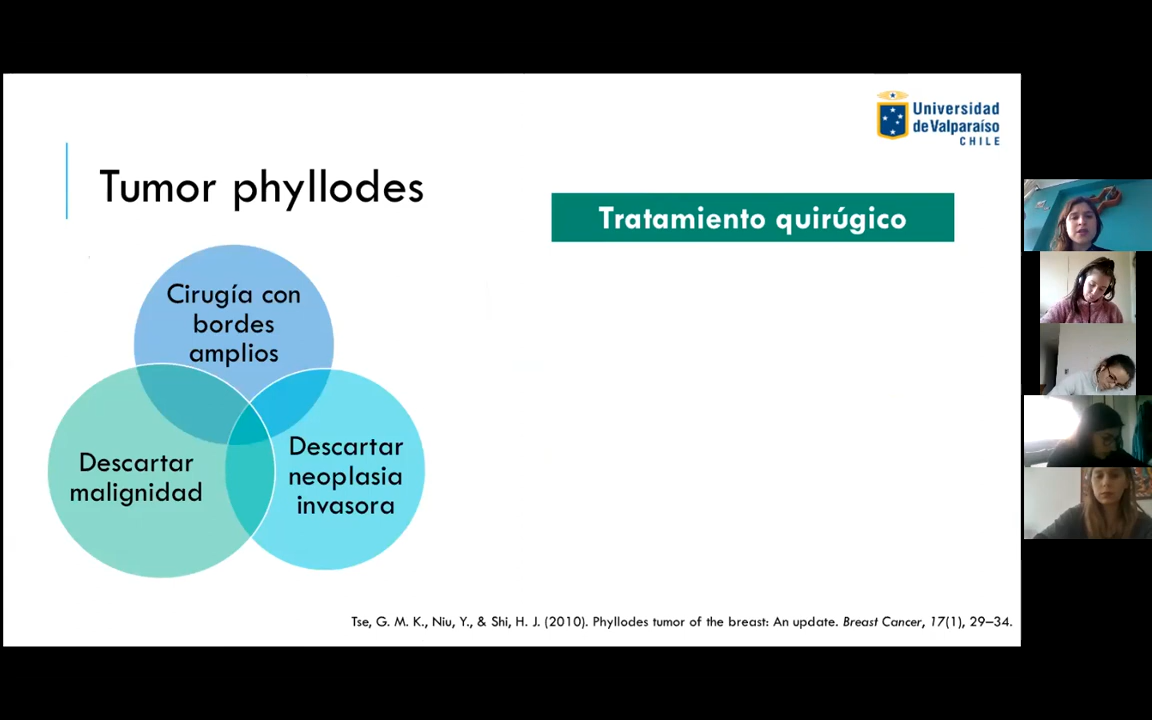 Universidad
de Valparaíso
CHILE
Tumor phyllodes
Tratamiento quirúgico
Cirugía con
bordes
amplios
Descartar
malignidad
Descartar
neoplasia
invasora
Tse, G. M. K., Niu, Y., & Shi, H. J. (2010). Phyllodes tumor of the breast: An update. Breast Cancer, 17(1), 29–34.